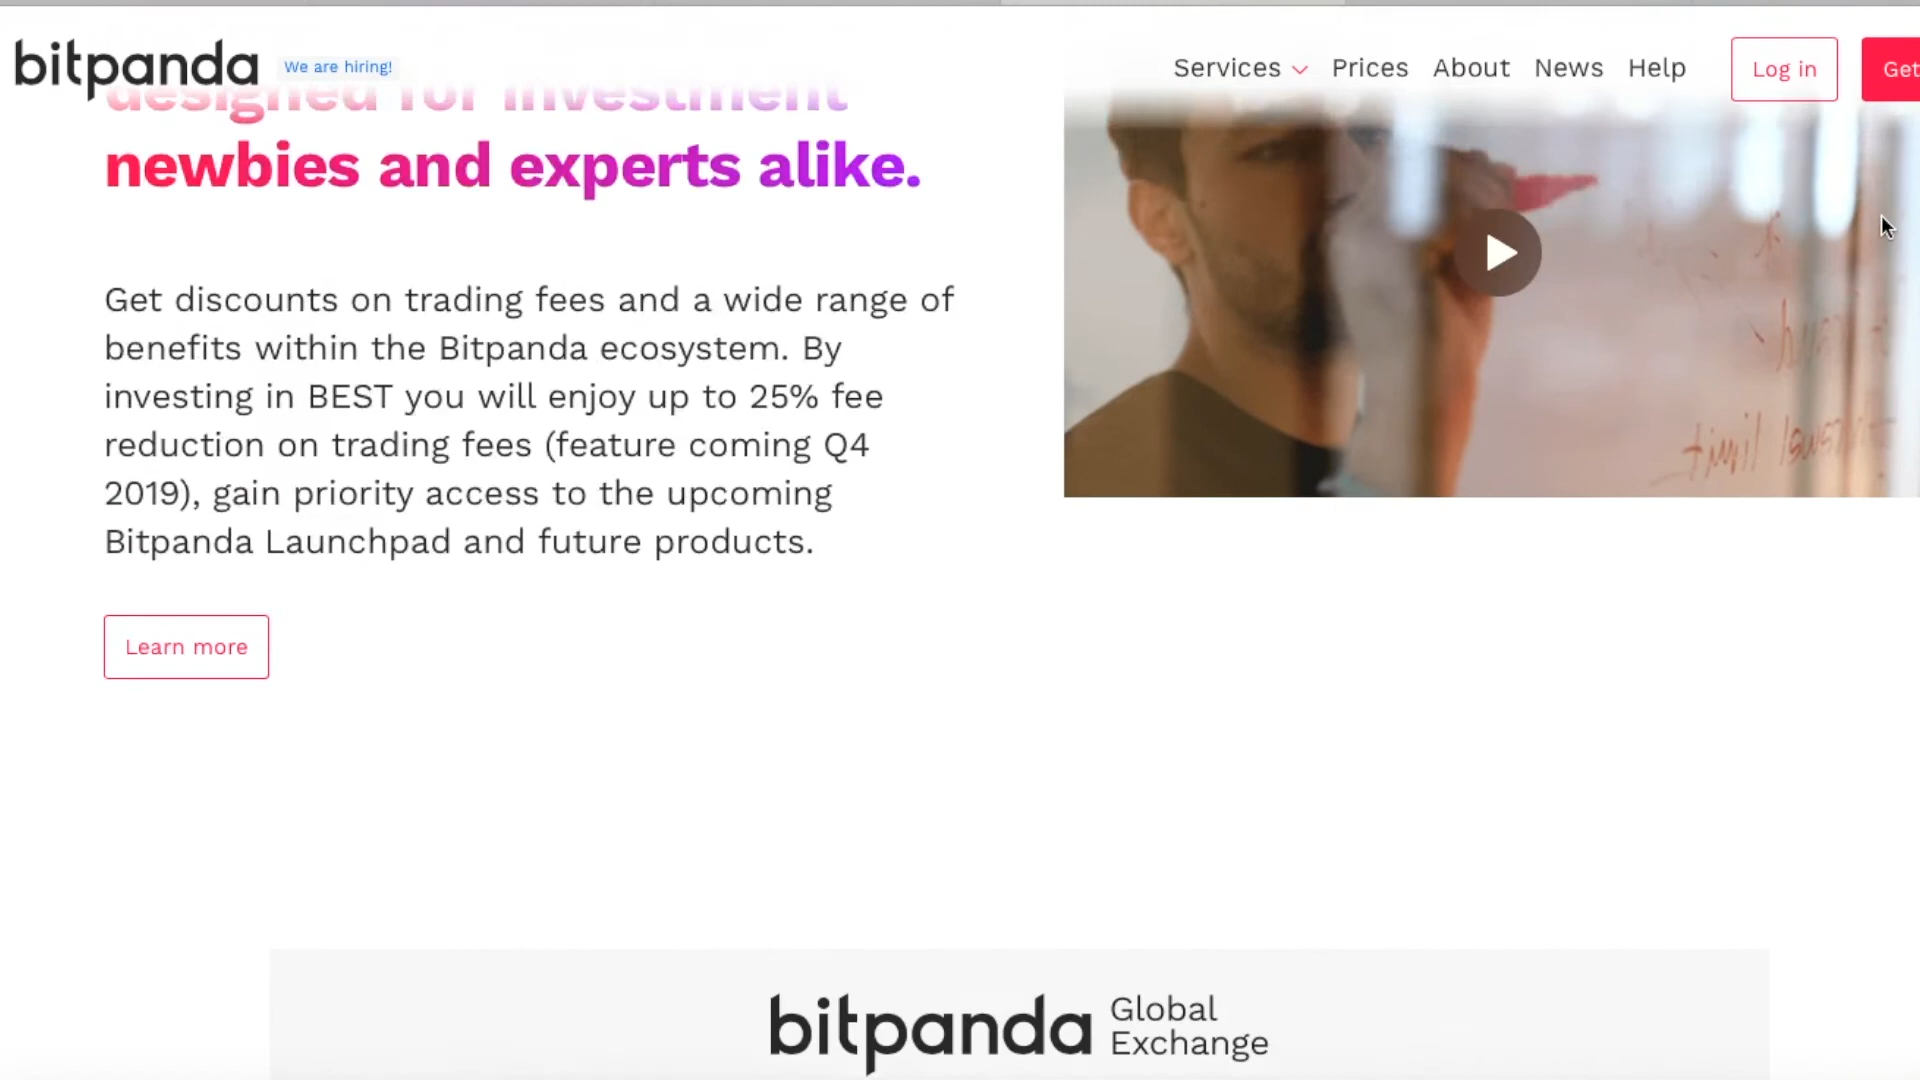 bitpanda
We are hiring!
Services
Prices
About
News
Help
Log in
Get
designed for investment
newbies and experts alike.
Get discounts on trading fees and a wide range of
benefits within the Bitpanda ecosystem. By
investing in BEST you will enjoy up to 25% fee
reduction on trading fees (feature coming Q4
2019), gain priority access to the upcoming
Bitpanda Launchpad and future products.
Learn more
bitpanda
Global
Exchange